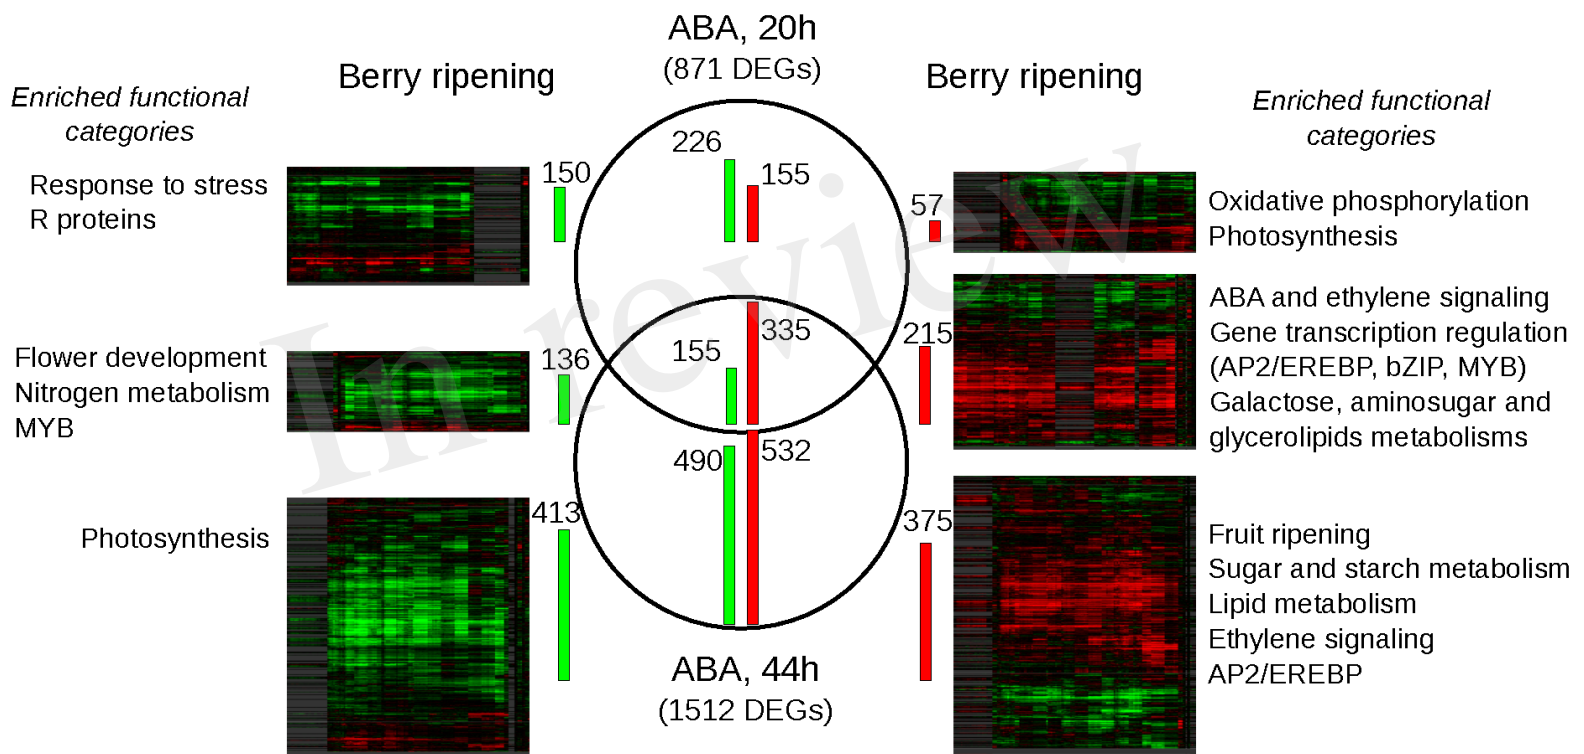 ABA, 20h
(871 DEGs)
Berry ripening
Berry ripening
Enriched functional
categories
Enriched functional
categories
Response to stress
R proteins
150
226
155
57
Oxidative phosphorylation
Photosynthesis
Flower development
Nitrogen metabolism
MYB
136
155
335
215
ABA and ethylene signaling
Gene transcription regulation
(AP2/EREBP, bZIP, MYB)
Galactose, aminosugar and
glycerolipids metabolisms
Photosynthesis
413
490
532
375
Fruit ripening
Sugar and starch metabolism
Lipid metabolism
Ethylene signaling
AP2/EREBP
ABA, 44h
(1512 DEGs)
In review